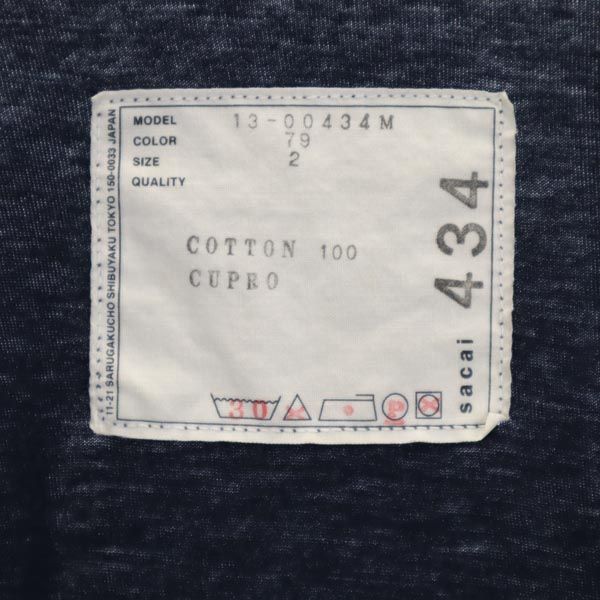 MODEL 13-00434M
COLOR 79
SIZE 2
QUALITY
COTTON 100
CUPRO
30 P
sacai 434
11-21 SARUGAKUCHO SHIBUYAKU TOKYO 150-0033 JAPAN